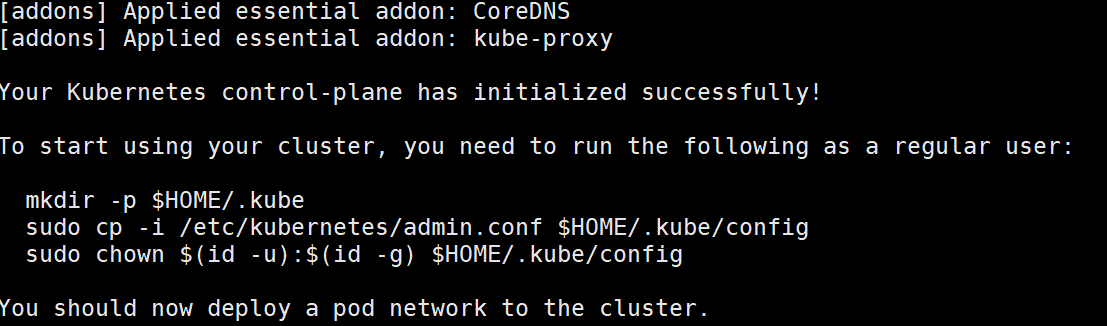 [addons] Applied essential addon: CoreDNS
[addons] Applied essential addon: kube-proxy
Your Kubernetes control-plane has initialized successfully!
To start using your cluster, you need to run the following as a regular user:
mkdir -p $HOME/.kube
sudo cp -i /etc/kubernetes/admin.conf $HOME/.kube/config
sudo chown $(id -u):$(id -g) $HOME/.kube/config
You should now deploy a pod network to the cluster.